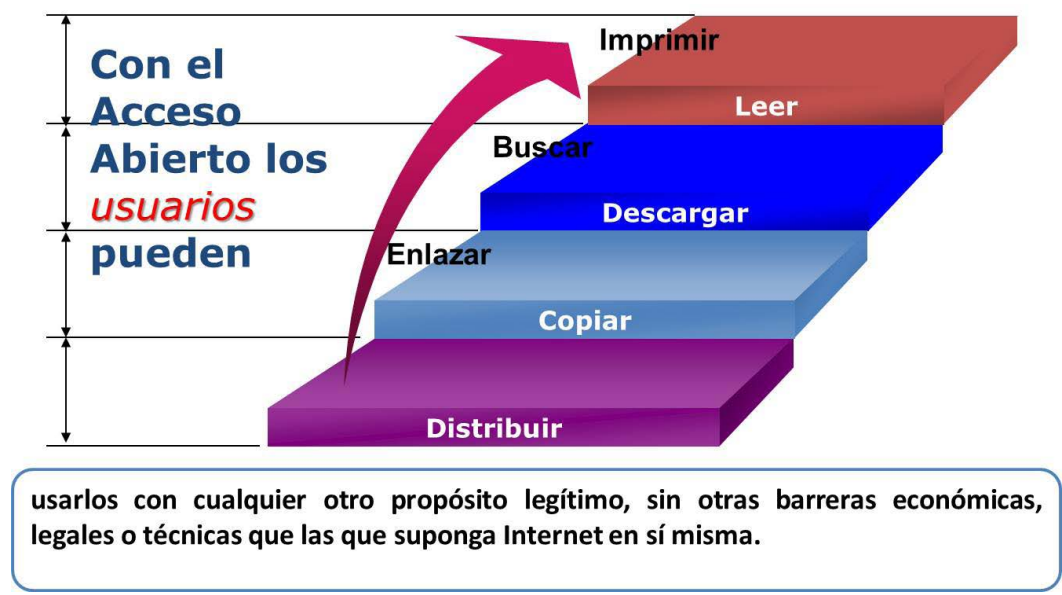 Con el
Acceso
Abierto los
usuarios
pueden
Imprimir
Leer
Buscar
Descargar
Enlazar
Copiar
Distribuir
usarlos con cualquier otro propósito legítimo, sin otras barreras económicas,
legales o técnicas que las que suponga Internet en sí misma.